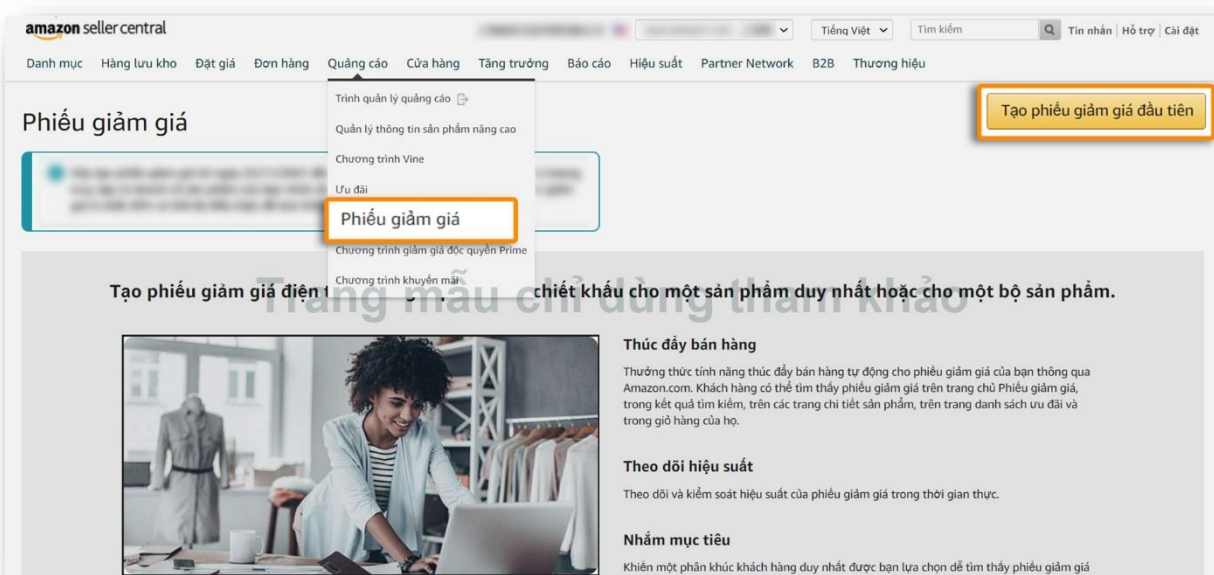 amazon seller central
Tiếng Việt
Tìm kiếm
Tin nhắn | Hỗ trợ | Cài đặt
Danh mục Hàng lưu kho Đặt giá Đơn hàng Quảng cáo Cửa hàng Tăng trưởng Báo cáo Hiệu suất Partner Network B2B Thương hiệu
Phiếu giảm giá
Tạo phiếu giảm giá đầu tiên
Trình quản lý quảng cáo
Quản lý thông tin sản phẩm nâng cao
Chương trình Vine
Ưu đãi
Phiếu giảm giá
Chương trình giảm giá độc quyền Prime
Chương trình khuyến mãi
Tạo phiếu giảm giá điện chiết khấu cho một sản phẩm duy nhất hoặc cho một bộ sản phẩm.
Trang mẫu chỉ dùng tham khảo
Thúc đẩy bán hàng
Thưởng thức tính năng thúc đẩy bán hàng tự động cho phiếu giảm giá của bạn thông qua
Amazon.com. Khách hàng có thể tìm thấy phiếu giảm giá trên trang chủ Phiếu giảm giá,
trong kết quả tìm kiếm, trên các trang chi tiết sản phẩm, trên trang danh sách ưu đãi và
trong giỏ hàng của họ.
Theo dõi hiệu suất
Theo dõi và kiểm soát hiệu suất của phiếu giảm giá trong thời gian thực.
Nhắm mục tiêu
Khiến một phân khúc khách hàng duy nhất được bạn lựa chọn dễ tìm thấy phiếu giảm giá